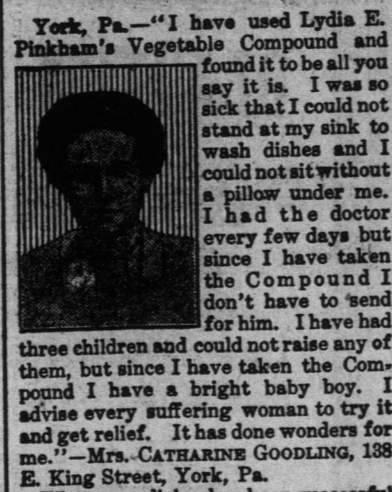 York, Pa.—"I have used Lydia E.
Pinkham's Vegetable Compound and
found it to be all you
say it is. I was so
sick that I could not
stand at my sink to
wash dishes and I
could not sit without
a pillow under me.
I had the doctor
every few days but
since I have taken
the Compound I
don't have to send
for him. I have had
three children and could not raise any of
them, but since I have taken the Com-
pound I have a bright baby boy. I
advise every suffering woman to try it
and get relief. It has done wonders for
me."—Mrs. CATHARINE GOODLING, 138
E. King Street, York, Pa.